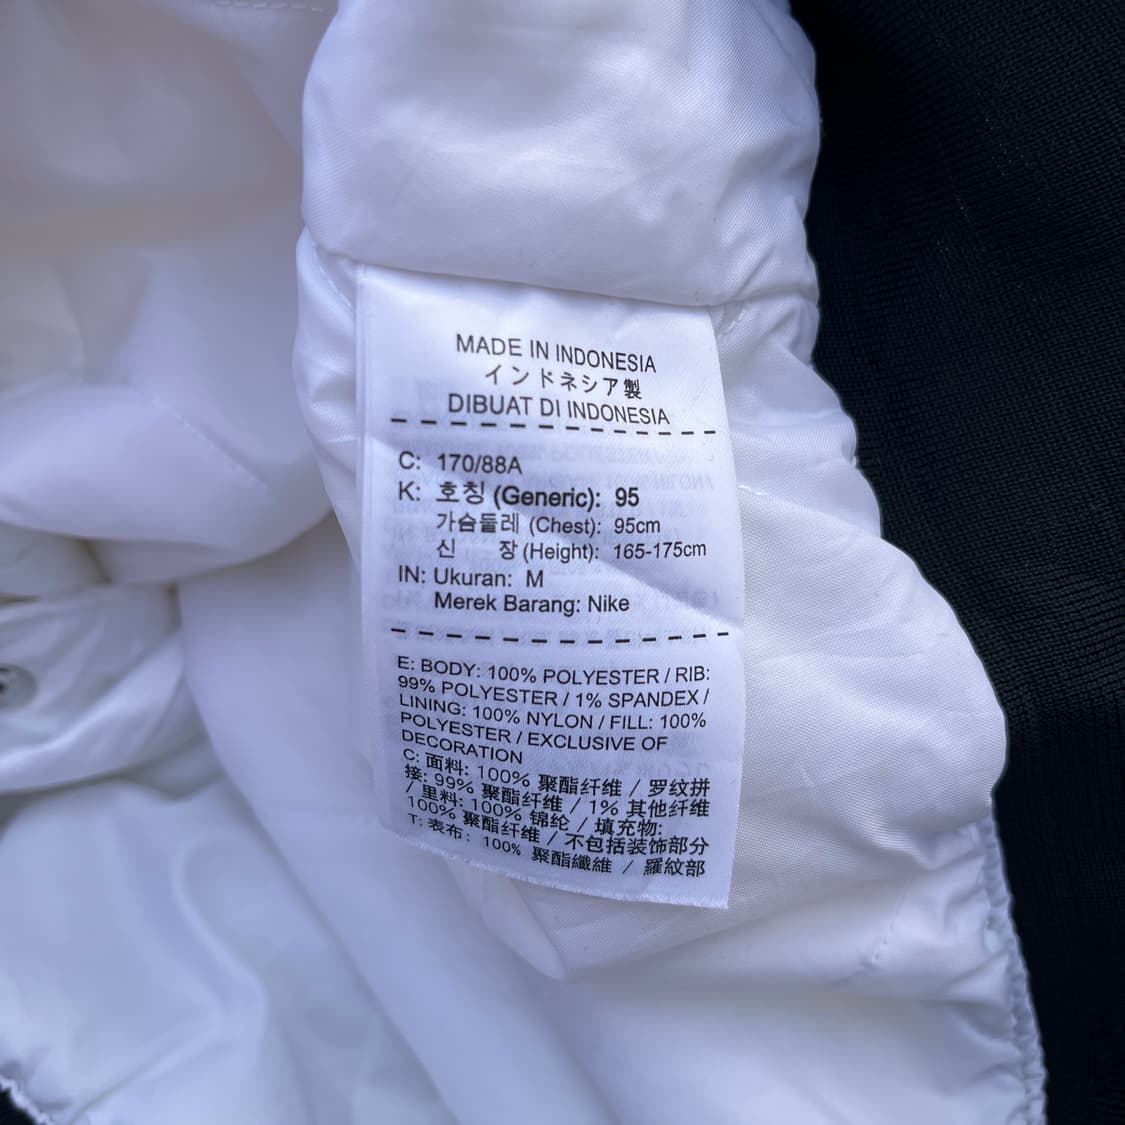 MADE IN INDONESIA
インドネシア製
DIBUAT DI INDONESIA
C: 170/88A
K: 호칭 (Generic): 95
가슴둘레 (Chest): 95cm
신 장 (Height): 165-175cm
IN: Ukuran: M
Merek Barang: Nike
E: BODY: 100% POLYESTER / RIB:
99% POLYESTER / 1% SPANDEX /
LINING: 100% NYLON / FILL: 100%
POLYESTER / EXCLUSIVE OF
DECORATION
C: 面料: 100% 聚酯纤维 / 罗纹拼
接: 99% 聚酯纤维 / 1% 其他纤维
/ 里料: 100% 锦纶 / 填充物:
100% 聚酯纤维 / 不包括装饰部分
T: 表布: 100% 聚酯纖維 / 羅紋部